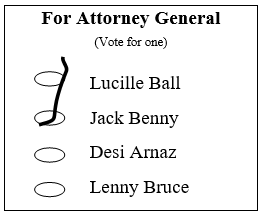 For Attorney General
(Vote for one)
Lucille Ball
Jack Benny
Desi Arnaz
Lenny Bruce